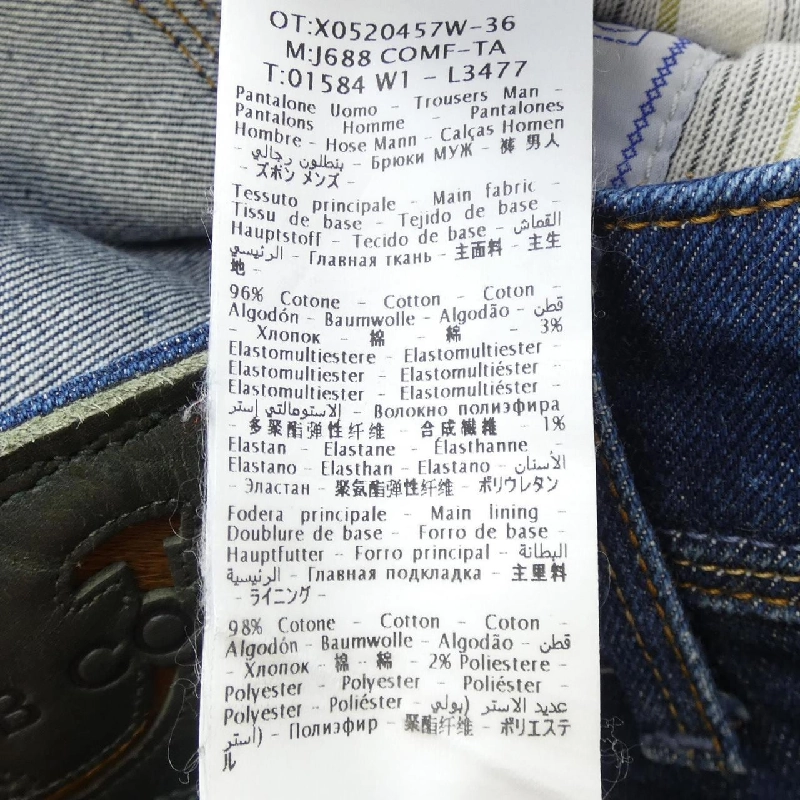 OT:X0520457W-36
M:J688 COMF-TA
T:01584 W1 - L3477
Pantalone Uomo - Trousers Man -
Pantalons Homme - Pantalones
Hombre - Hose Mann - Calças Homen
- بنطلون رجالي - Брюки МУЖ - 裤 男人
- ズボン メンズ -
Tessuto principale - Main fabric -
Tissu de base - Tejido de base -
Hauptstoff - Tecido de base - القماش
الرئيسي - Главная ткань - 主面料 - 主生
地 -
96% Cotone - Cotton - Coton -
Algodón - Baumwolle - Algodão - قطن
- Хлопок - 棉 - 綿 - 3%
Elastomultiestere - Elastomultiester -
Elastomultiester - Elastomultiéster -
Elastomultiester - Elastomultiéster -
الاستومالتي إستر - Волокно полиэфира
- 多聚酯弹性纤维 - 合成繊維 - 1%
Elastan - Elastane - Élasthanne -
Elastano - Elasthan - Elastano - الأستان
- Эластан - 聚氨酯弹性纤维 - ポリウレタン
Fodera principale - Main lining -
Doublure de base - Forro de base -
Hauptfutter - Forro principal - البطانة
الرئيسية - Главная подкладка - 主里料
- ライニング -
98% Cotone - Cotton - Coton -
Algodón - Baumwolle - Algodão - قطن
- Хлопок - 棉 - 綿 - 2% Poliestere -
Polyester - Polyester - Poliéster -
Polyester - Poliéster - عديد الاستر (بولي
أستر) - Полиэфир - 聚酯纤维 - ポリエステ
ル